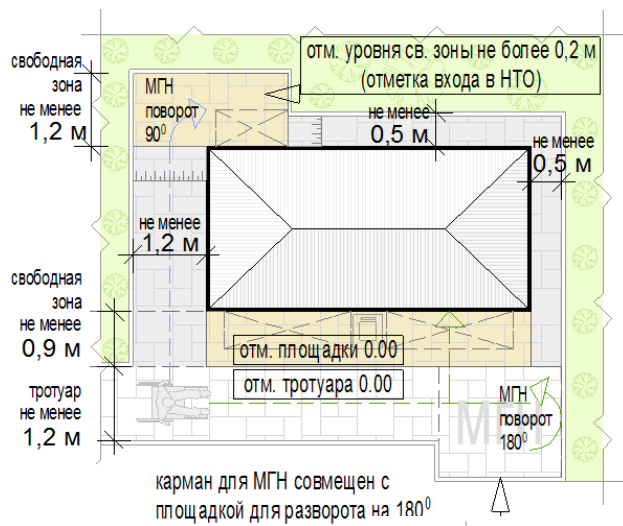 отм. уровня св. зоны не более 0,2 м
(отметка входа в НТО)
свободная
зона
не менее
1,2 м
МГН
поворот
90⁰
не менее
0,5 м
не менее
0,5 м
не менее
1,2 м
свободная
зона
не менее
0,9 м
отм. площадки 0.00
отм. тротуара 0.00
тротуар
не менее
1,2 м
МГН
МГН
поворот
180⁰
карман для МГН совмещен с
площадкой для разворота на 180⁰